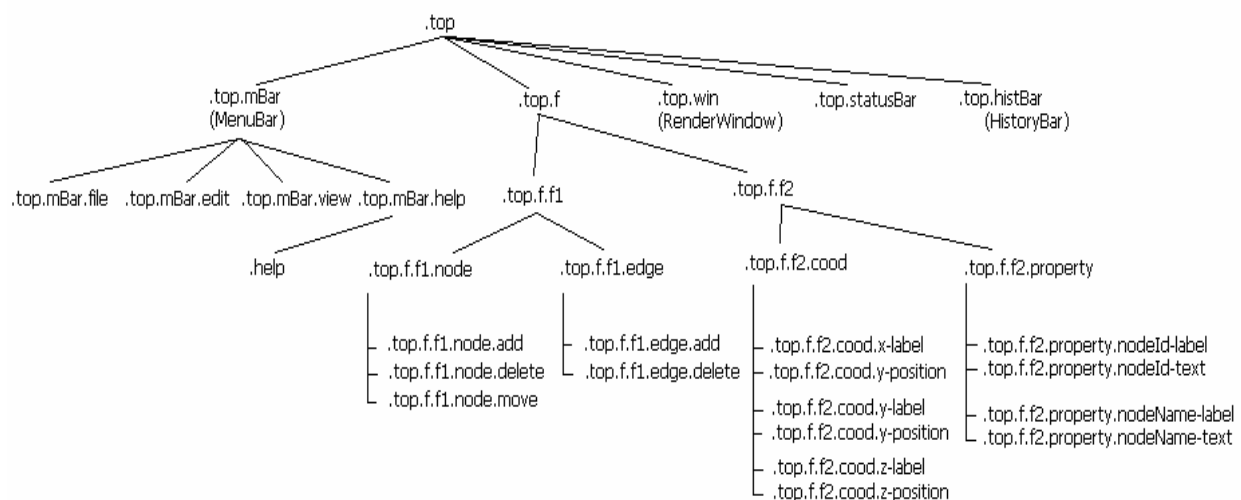 .top
.top.mBar
(MenuBar)
.top.f
.top.win
(RenderWindow)
.top.statusBar
.top.histBar
(HistoryBar)
.top.mBar.file
.top.mBar.edit
.top.mBar.view
.top.mBar.help
.top.f.f1
.top.f.f2
.help
.top.f.f1.node
.top.f.f1.edge
.top.f.f2.cood
.top.f.f2.property
.top.f.f1.node.add
.top.f.f1.node.delete
.top.f.f1.node.move
.top.f.f1.edge.add
.top.f.f1.edge.delete
.top.f.f2.cood.x-label
.top.f.f2.cood.y-position
.top.f.f2.cood.y-label
.top.f.f2.cood.y-position
.top.f.f2.cood.z-label
.top.f.f2.cood.z-position
.top.f.f2.property.nodeId-label
.top.f.f2.property.nodeId-text
.top.f.f2.property.nodeName-label
.top.f.f2.property.nodeName-text